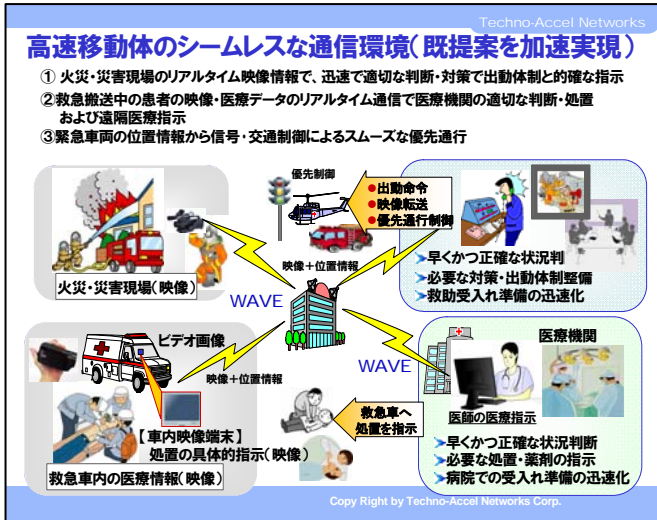 Techno-Accel Networks
高速移動体のシームレスな通信環境(既提案を加速実現)
① 火災・災害現場のリアルタイム映像情報で、迅速で適切な判断・対策で出動体制と的確な指示
②救急搬送中の患者の映像・医療データのリアルタイム通信で医療機関の適切な判断・処置
および遠隔医療指示
③緊急車両の位置情報から信号・交通制御によるスムーズな優先通行
優先制御
●出動命令
●映像転送
●優先通行制御
映像+位置情報
火災・災害現場(映像)
WAVE
➤早くかつ正確な状況判
➤必要な対策・出動体制整備
➤救助受入れ準備の迅速化
ビデオ画像
映像+位置情報
【車内映像端末】
処置の具体的指示(映像)
救急車内の医療情報(映像)
WAVE
救急車へ
処置を指示
医療機関
医師の医療指示
➤早くかつ正確な状況判断
➤必要な処置・薬剤の指示
➤病院での受入れ準備の迅速化
Copy Right by Techno-Accel Networks Corp.